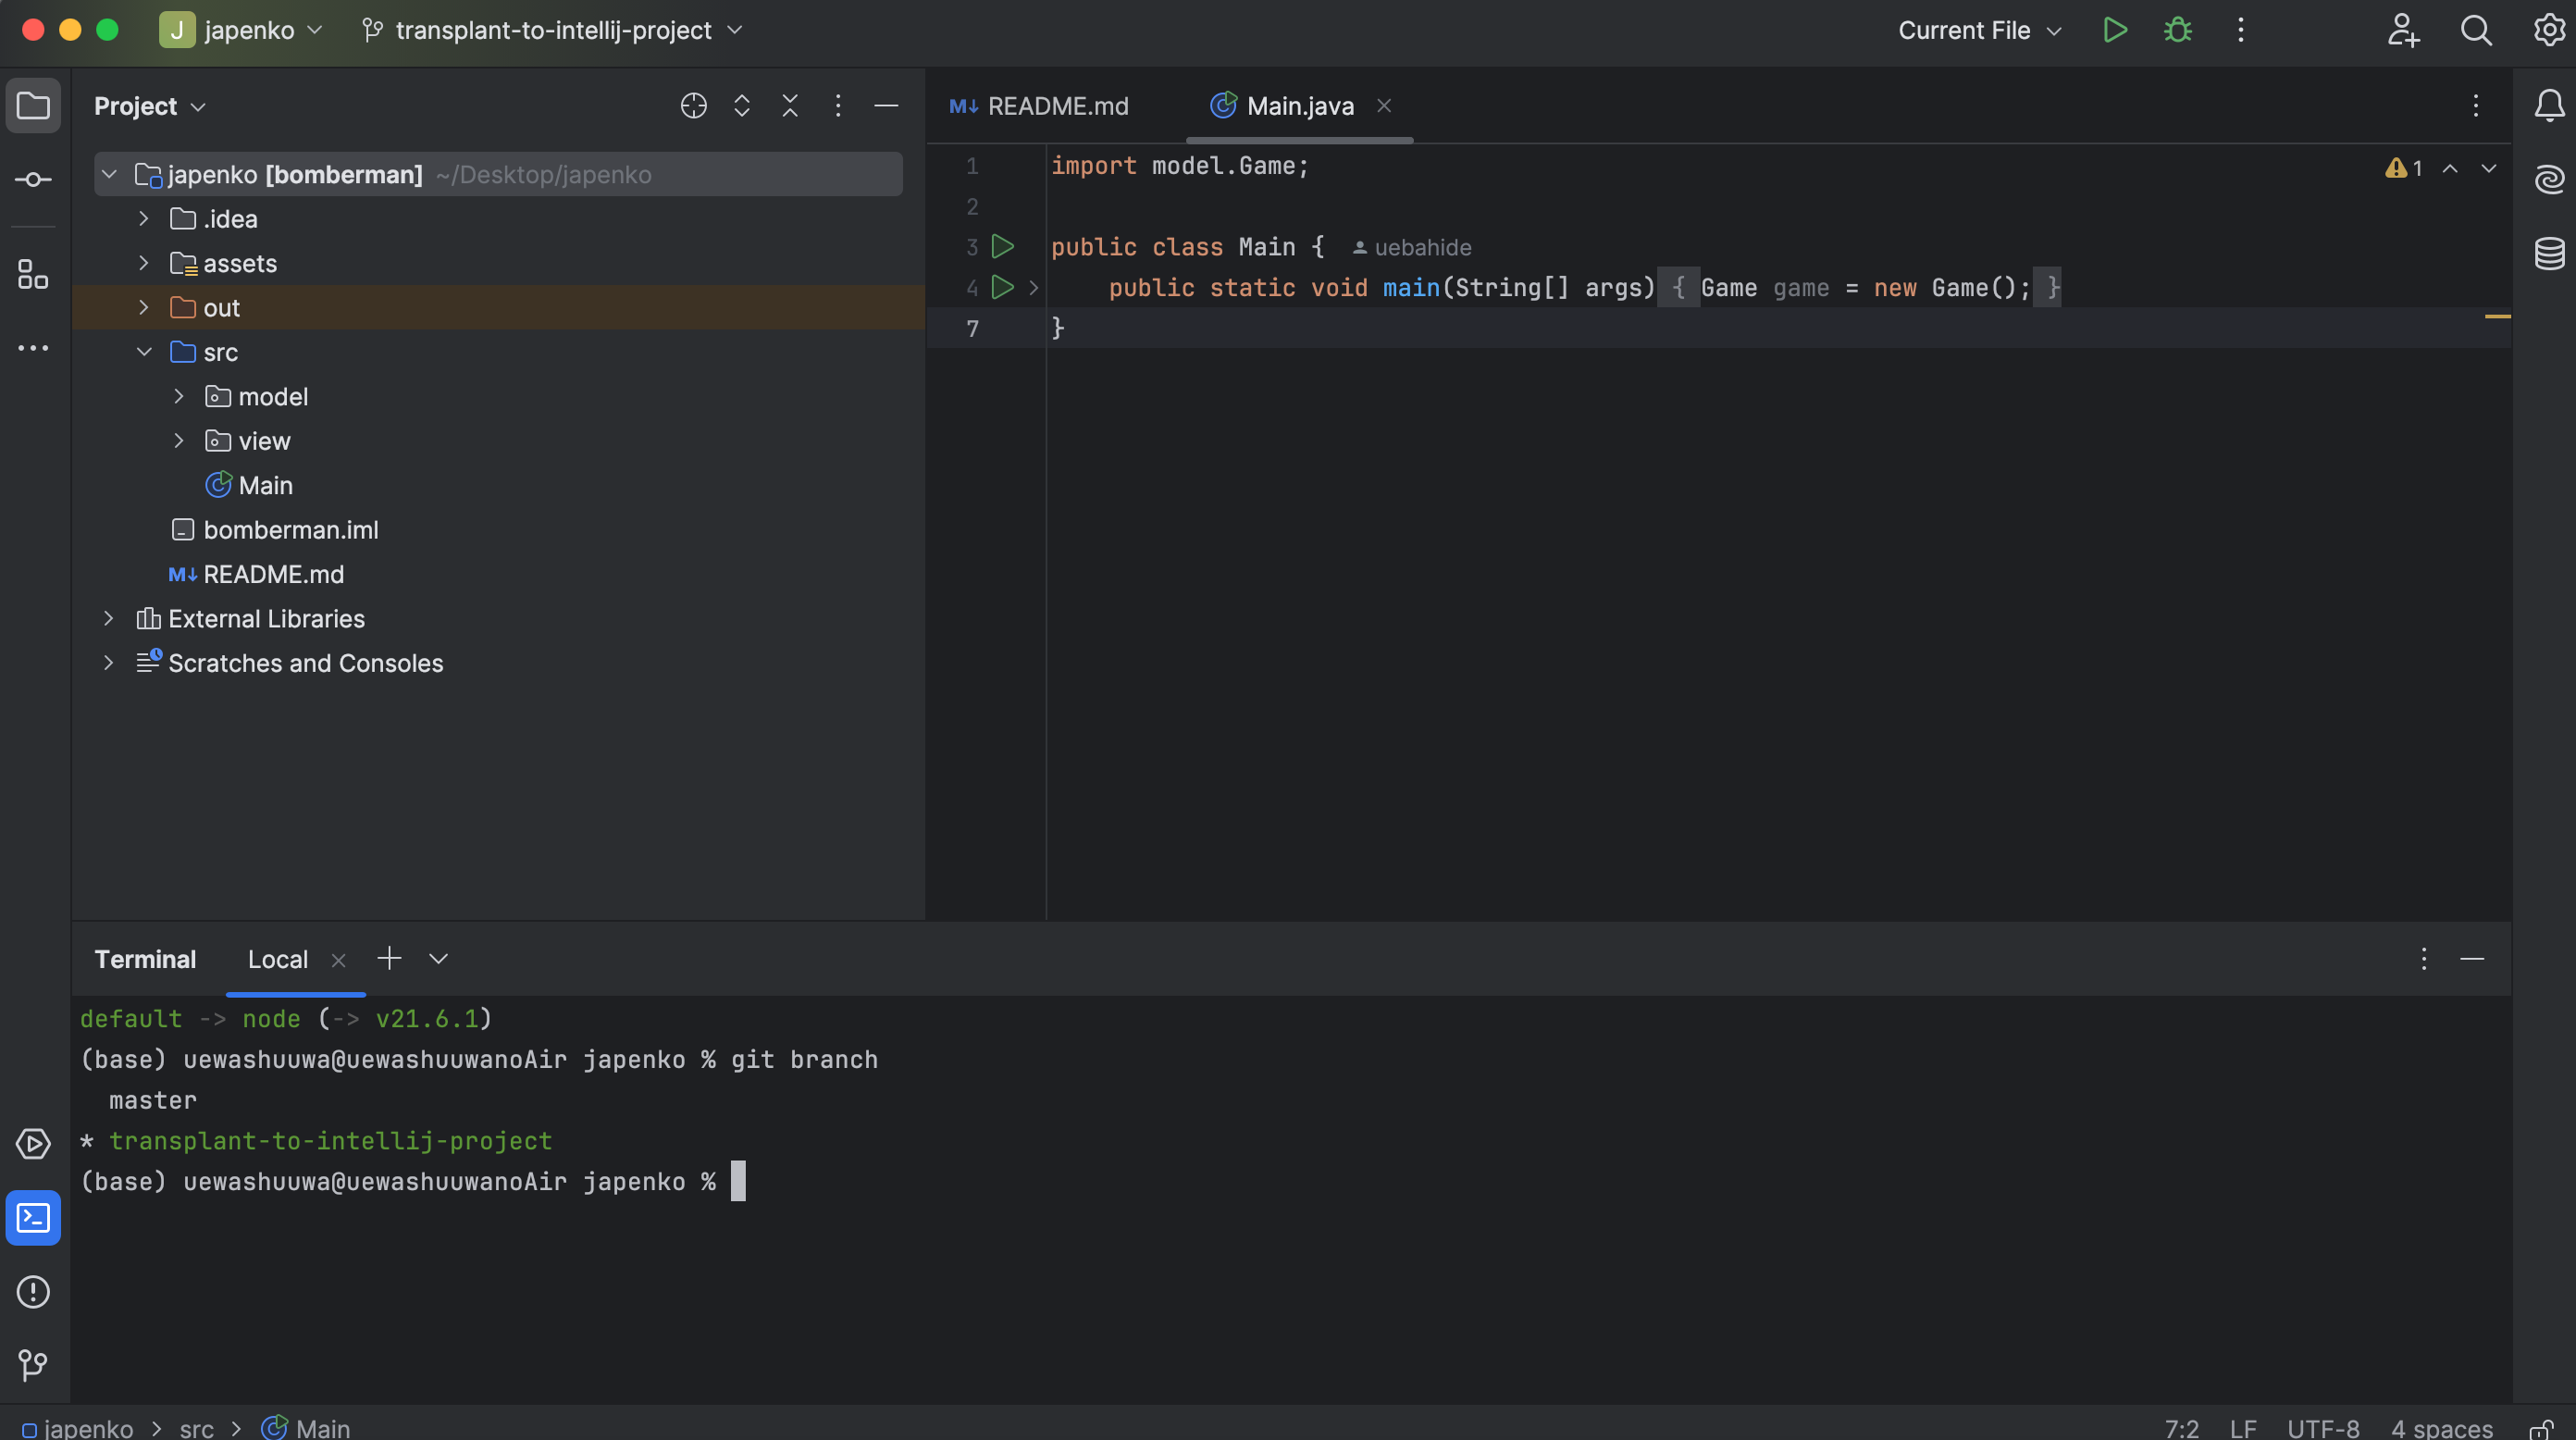 J japenko transplant-to-intellij-project Current File
Project
README.md
Main.java
japenko [bomberman] ~/Desktop/japenko
.idea
assets
out
src
model
view
Main
bomberman.iml
M↓ README.md
External Libraries
Scratches and Consoles
1 import model.Game;
2
3 public class Main { uebahide
4 public static void main(String[] args) { Game game = new Game(); }
7 }
1
Terminal Local
default -> node (-> v21.6.1)
(base) uewashuuwa@uewashuuwanoAir japenko % git branch
master
* transplant-to-intellij-project
(base) uewashuuwa@uewashuuwanoAir japenko %
japenko > src > Main 7:2 LF UTF-8 4 spaces